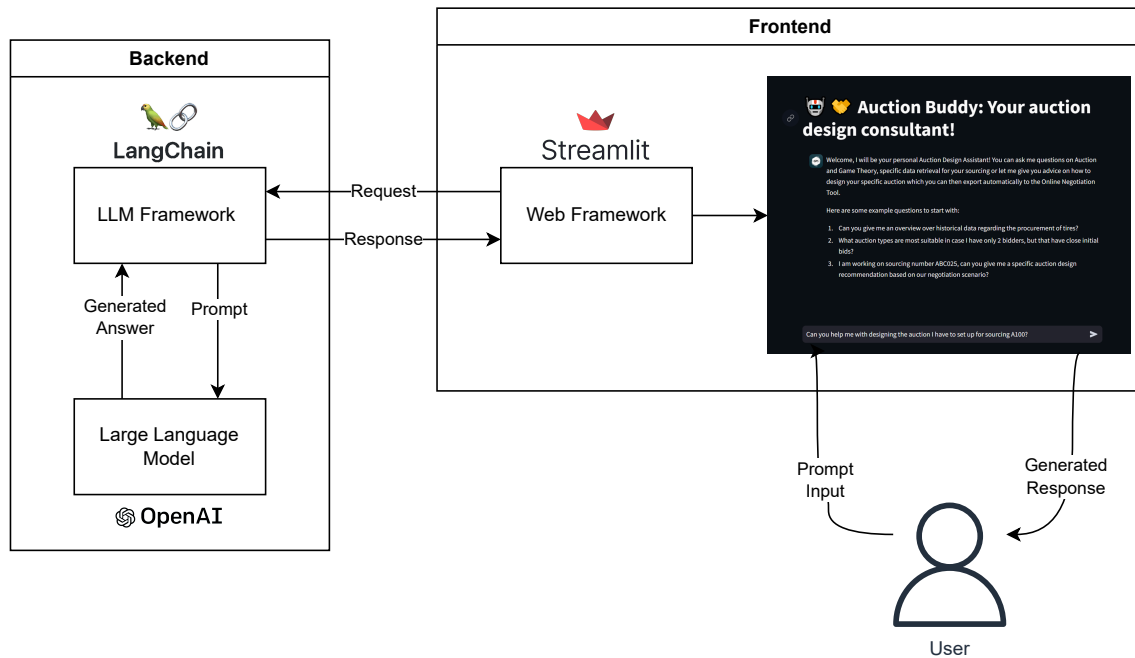 Backend
LangChain
LLM Framework
Generated
Answer
Prompt
Large Language
Model
OpenAI
Request
Response
Frontend
Streamlit
Web Framework
Auction Buddy: Your auction
design consultant!
Welcome, I will be your personal Auction Design Assistant! You can ask me questions on Auction
and Game Theory, specific data retrieval for your sourcing or let me give you advice on how to
design your specific auction which you can then export automatically to the Online Negotiation
Tool.
Here are some example questions to start with:
1. Can you give me an overview over historical data regarding the procurement of tires?
2. What auction types are most suitable in case I have only 2 bidders, but that have close initial
bids?
3. I am working on sourcing number ABC025, can you give me a specific auction design
recommendation based on our negotiation scenario?
Can you help me with designing the auction I have to set up for sourcing A100?
Prompt
Input
Generated
Response
User